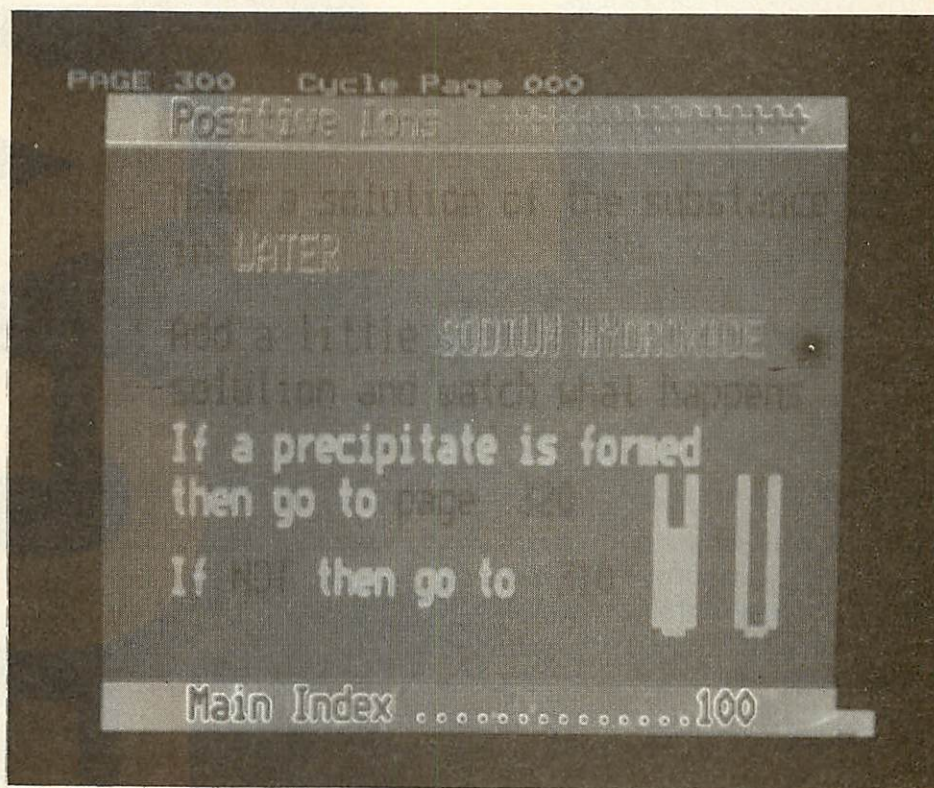 PAGE 300 Cycle Page 000
Positive Ions
Take a solution of the substance
in WATER
Add a little SODIUM HYDROXIDE
solution and watch what happens
If a precipitate is formed
then go to page
If NOT then go to
Main Index ..............100